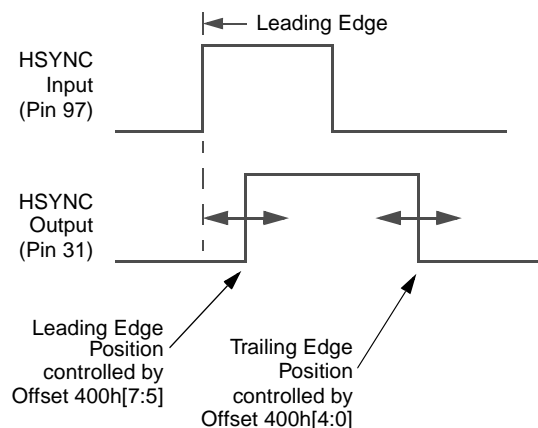 Leading Edge
HSYNC
Input
(Pin 97)
HSYNC
Output
(Pin 31)
Leading Edge
Position
controlled by
Offset 400h[7:5]
Trailing Edge
Position
controlled by
Offset 400h[4:0]